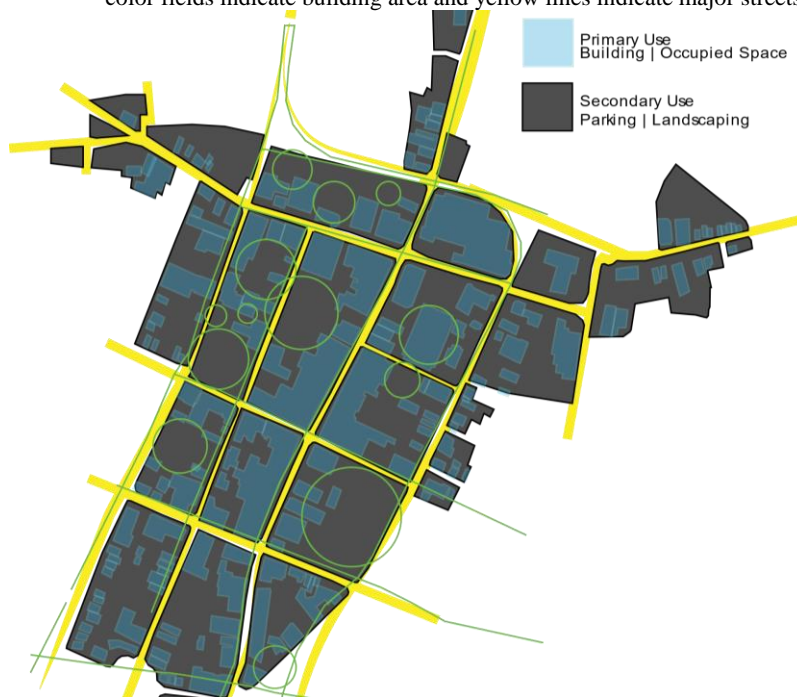 color fields indicate building area and yellow lines indicate major streets
Primary Use
Building | Occupied Space
Secondary Use
Parking | Landscaping